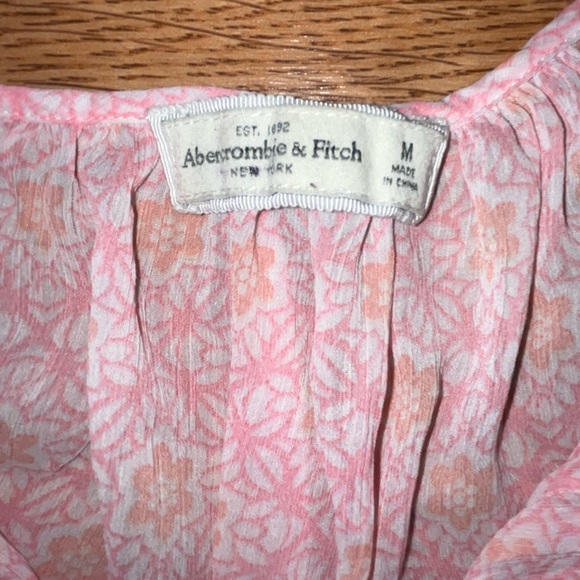 EST. 1892
Abercrombie & Fitch
NEW YORK
M
MADE
IN CHINA